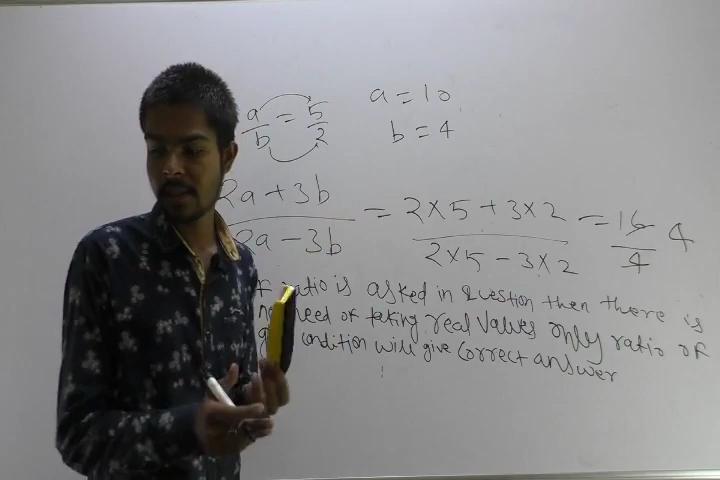 a/b = 5/2 a = 10
b = 4
2a + 3b / 2a - 3b = 2×5 + 3×2 / 2×5 - 3×2 = 16/4 4
ratio is asked in question then there is
need of taking real values only ratio of
condition will give correct answer